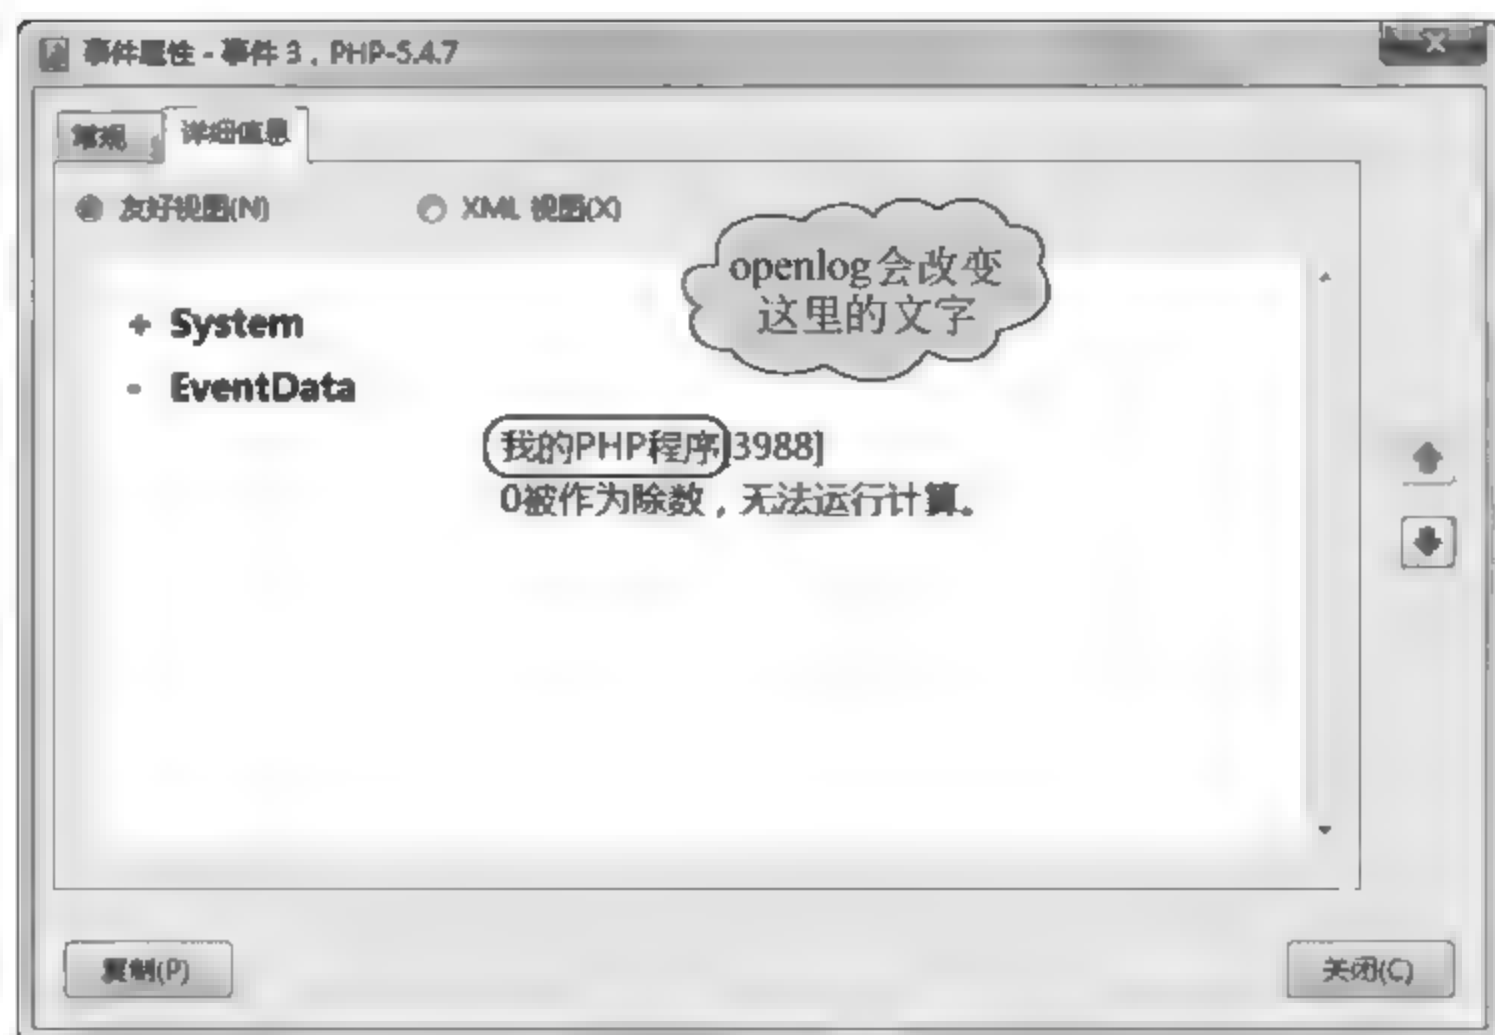 事件属性 - 事件 3，PHP-5.4.7
常规
详细信息
友好视图(N)
XML 视图(X)
openlog会改变
这里的文字
+ System
- EventData
我的PHP程序[3988]
0被作为除数，无法运行计算。
复制(P)
关闭(C)